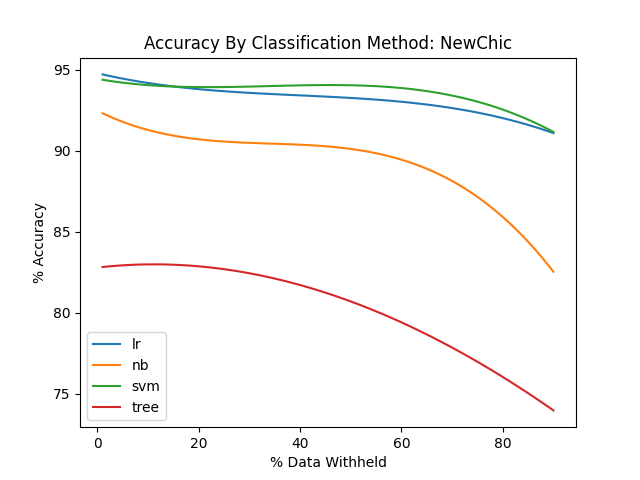 Accuracy By Classification Method: NewChic
95
90
85
80
75
% Accuracy
lr
nb
svm
tree
0 20 40 60 80
% Data Withheld